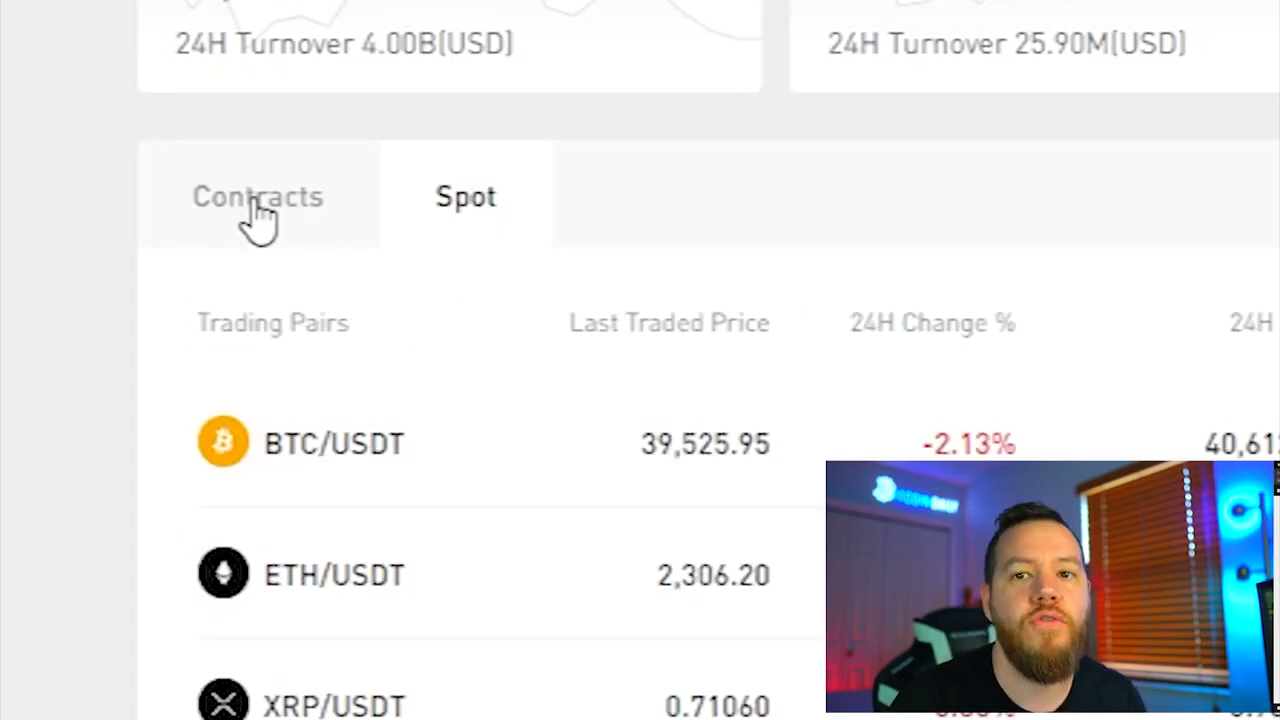 24H Turnover 4.00B(USD)
24H Turnover 25.90M(USD)
Contracts
Spot
Trading Pairs
Last Traded Price
24H Change %
24H
BTC/USDT
39,525.95
-2.13%
ETH/USDT
2,306.20
XRP/USDT
0.71060